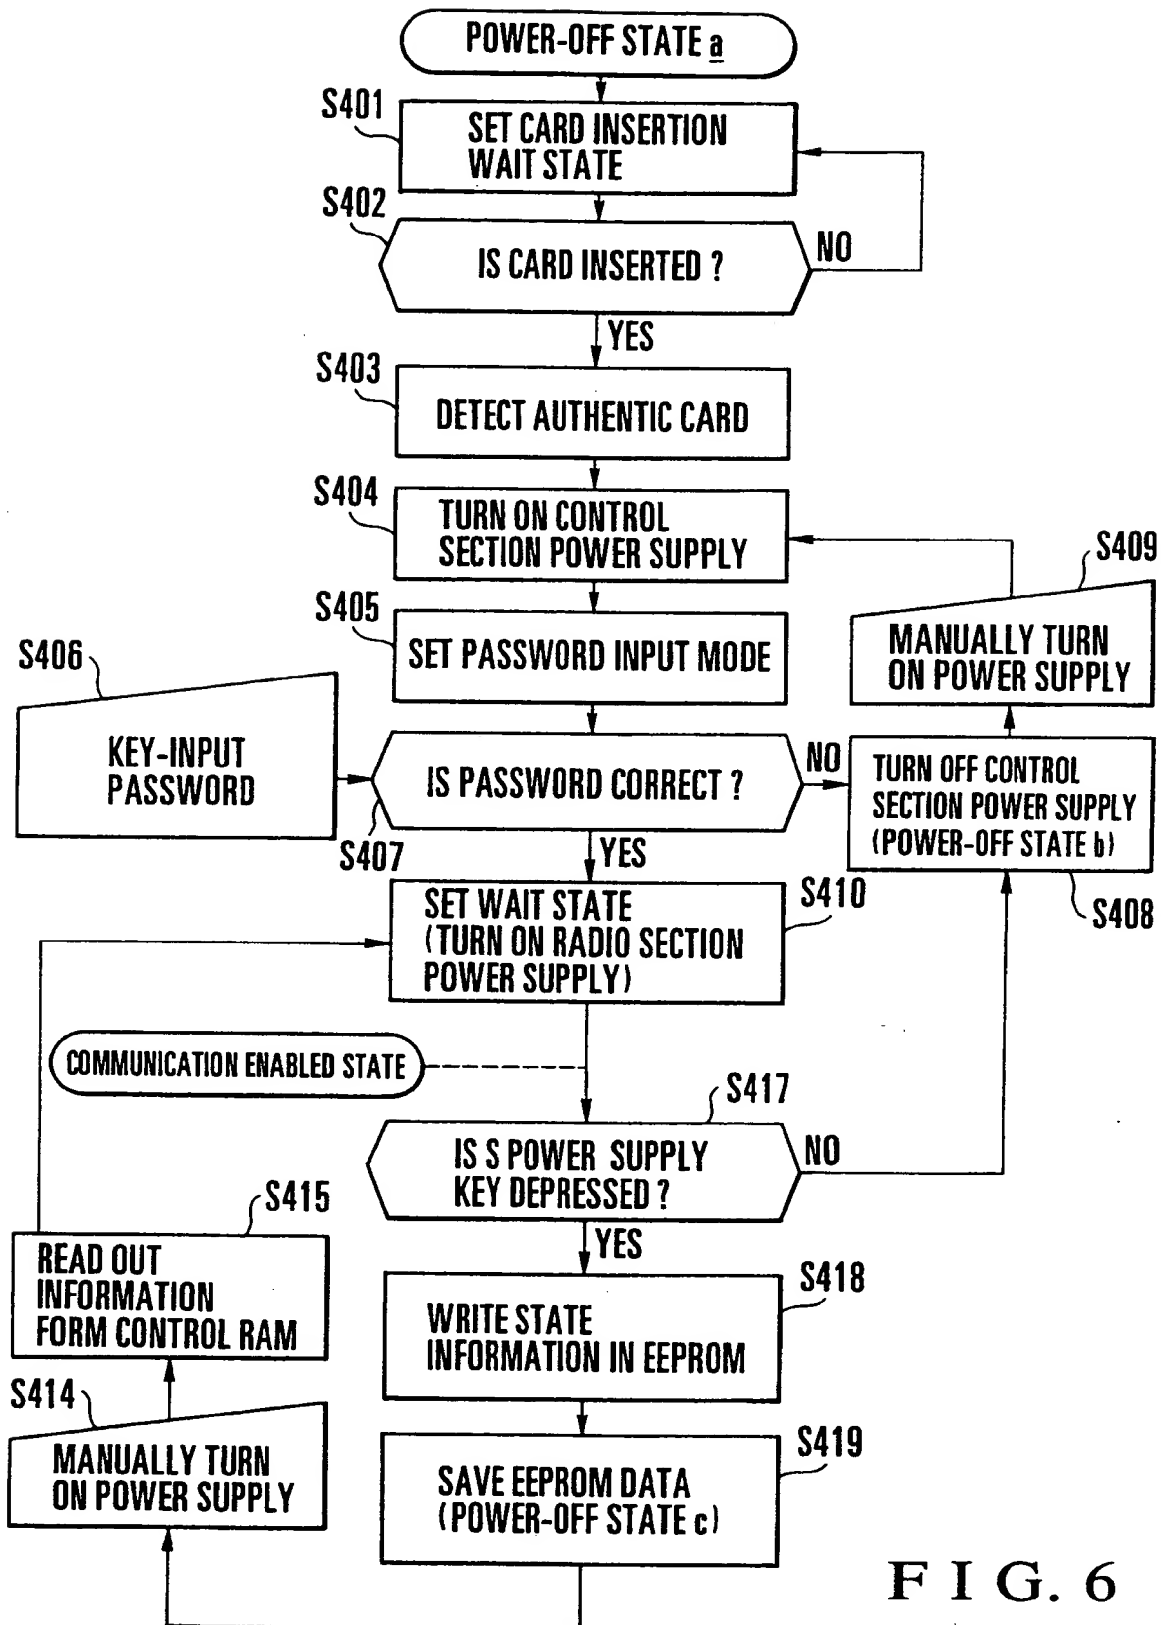 POWER-OFF STATE a
S401
SET CARD INSERTION
WAIT STATE
S402
IS CARD INSERTED ?
NO
YES
S403
DETECT AUTHENTIC CARD
S404
TURN ON CONTROL
SECTION POWER SUPPLY
S409
MANUALLY TURN
ON POWER SUPPLY
S405
SET PASSWORD INPUT MODE
S406
KEY-INPUT
PASSWORD
IS PASSWORD CORRECT ?
S407
NO
TURN OFF CONTROL
SECTION POWER SUPPLY
(POWER-OFF STATE b)
S408
YES
S410
SET WAIT STATE
(TURN ON RADIO SECTION
POWER SUPPLY)
COMMUNICATION ENABLED STATE
S417
IS S POWER SUPPLY
KEY DEPRESSED ?
NO
YES
S415
READ OUT
INFORMATION
FORM CONTROL RAM
S418
WRITE STATE
INFORMATION IN EEPROM
S414
MANUALLY TURN
ON POWER SUPPLY
S419
SAVE EEPROM DATA
(POWER-OFF STATE c)
FIG. 6